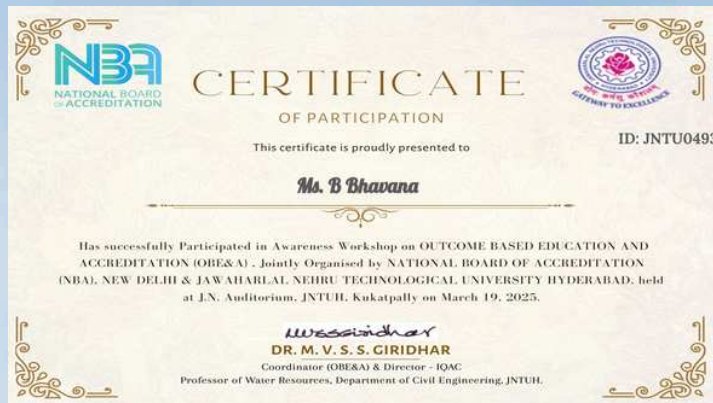 NBA
NATIONAL BOARD
OF ACCREDITATION
CERTIFICATE
OF PARTICIPATION
GATEWAY TO EXCELLENCE
This certificate is proudly presented to
ID: JNTU0493
Ms. B Bhavana
Has successfully Participated in Awareness Workshop on OUTCOME BASED EDUCATION AND
ACCREDITATION (OBE&A) . Jointly Organised by NATIONAL BOARD OF ACCREDITATION
(NBA), NEW DELHI & JAWAHARLAL NEHRU TECHNOLOGICAL UNIVERSITY HYDERABAD, held
at J.N. Auditorium, JNTUH, Kukatpally on March 19, 2025.
DR. M. V. S. S. GIRIDHAR
Coordinator (OBE&A) & Director - IQAC
Professor of Water Resources, Department of Civil Engineering, JNTUH.